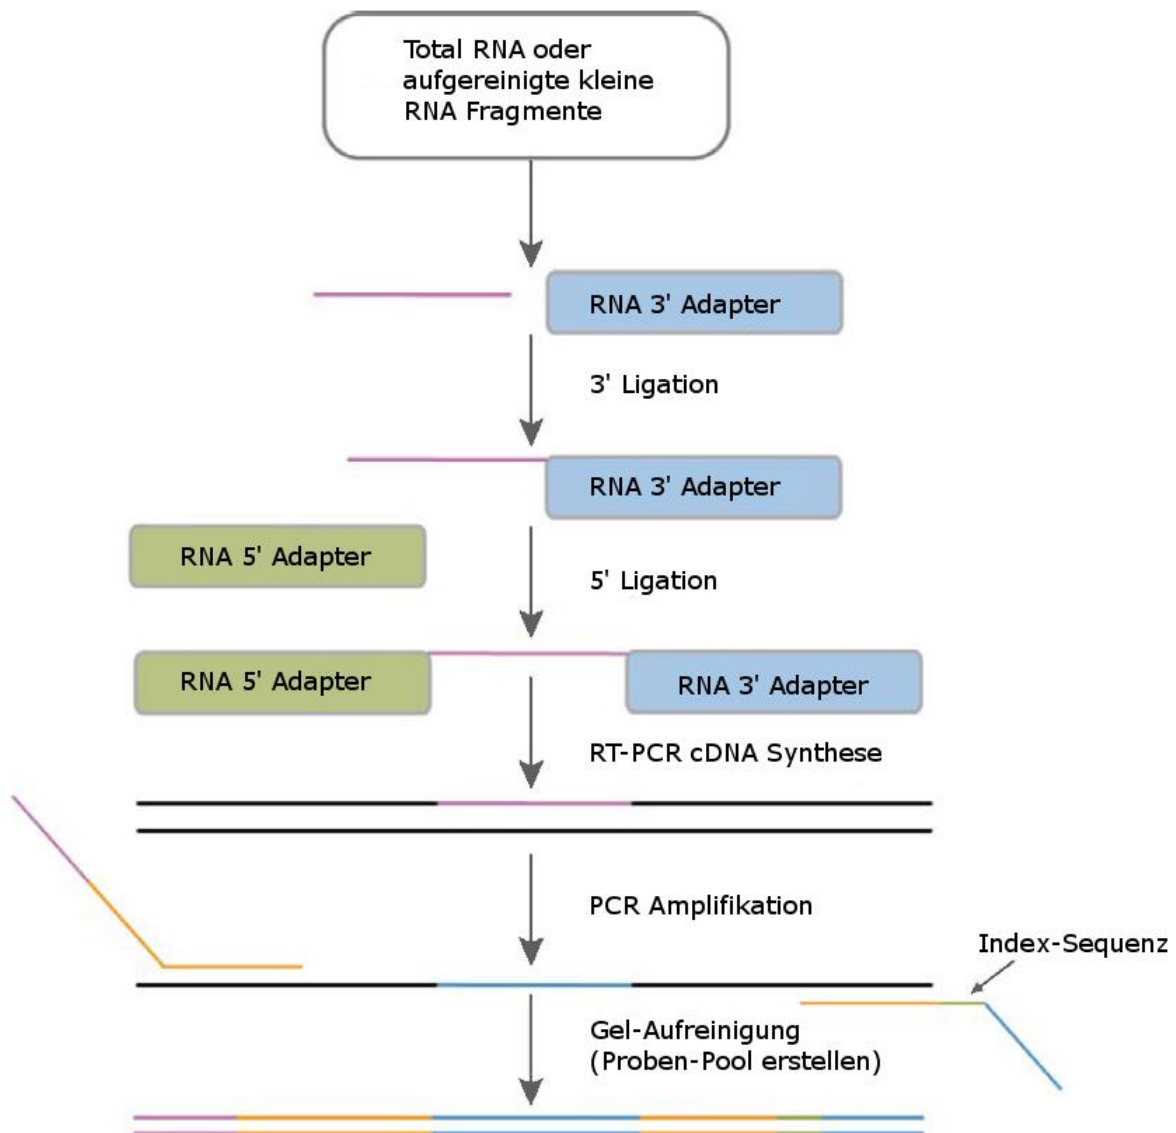 Total RNA oder
aufgereinigte kleine
RNA Fragmente
RNA 3' Adapter
3' Ligation
RNA 3' Adapter
RNA 5' Adapter
5' Ligation
RNA 5' Adapter
RNA 3' Adapter
RT-PCR cDNA Synthese
PCR Amplifikation
Index-Sequenz
Gel-Aufreinigung
(Proben-Pool erstellen)